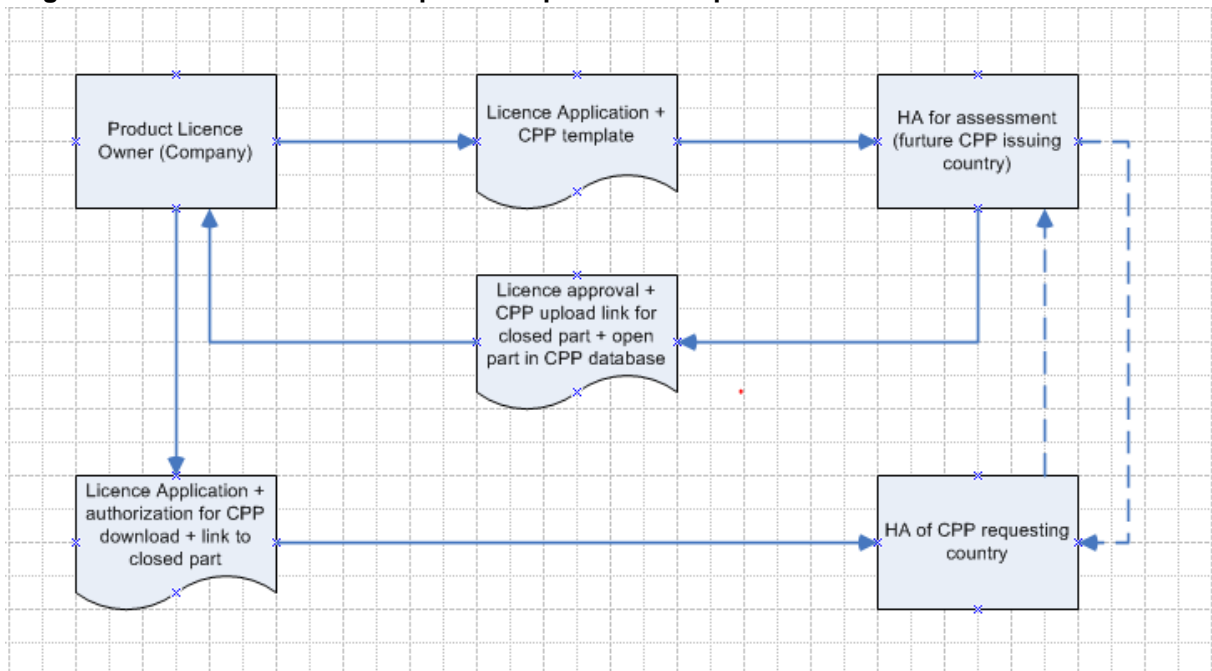 Product Licence
Owner (Company)
Licence Application +
CPP template
HA for assessment
(furture CPP issuing
country)
Licence approval +
CPP upload link for
closed part + open
part in CPP database
Licence Application +
authorization for CPP
download + link to
closed part
HA of CPP requesting
country